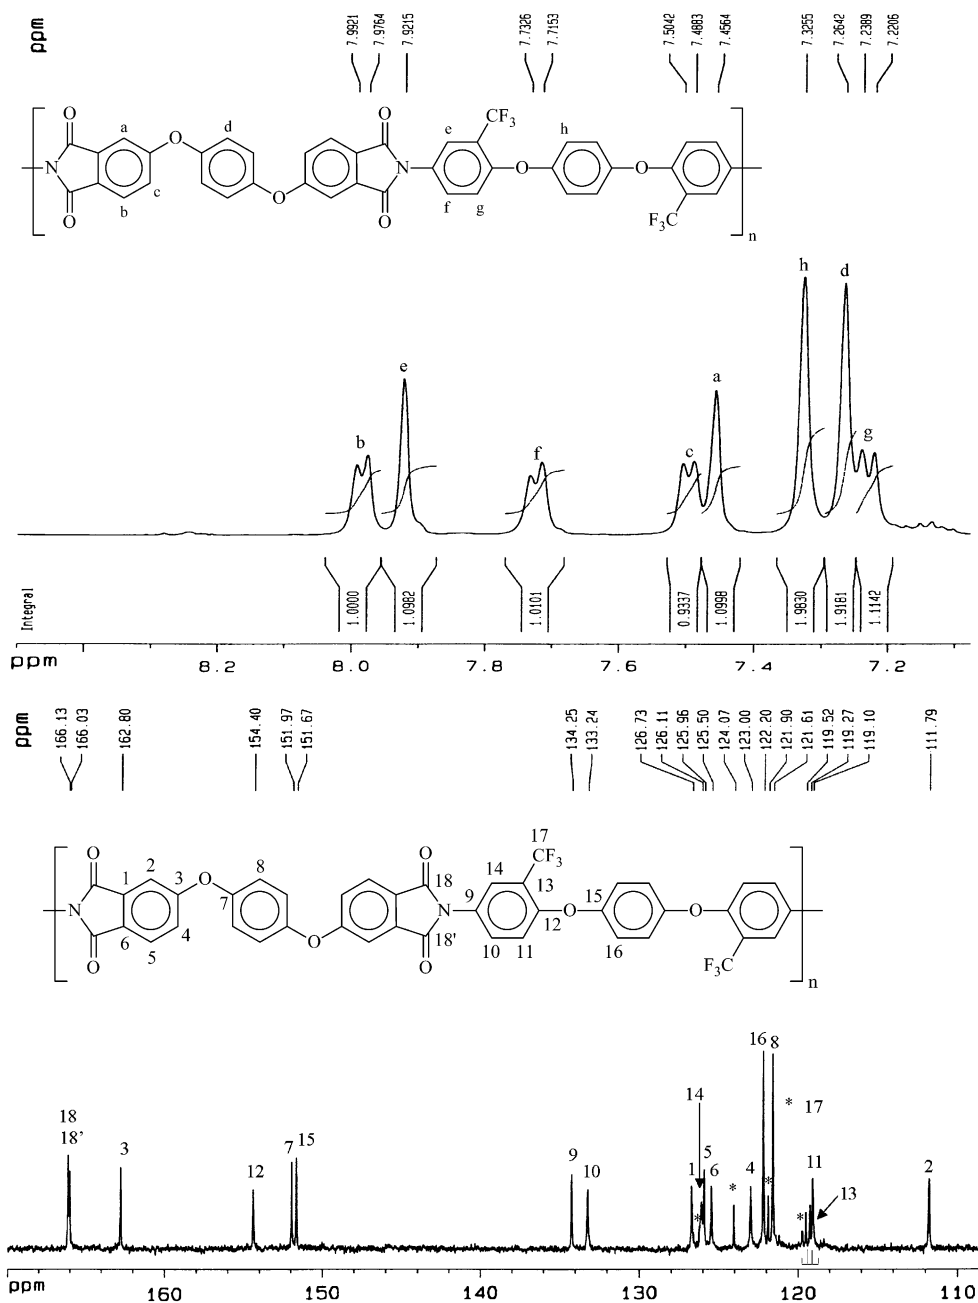 ppm
7.9921
7.9764
7.9215
7.7326
7.7153
7.5042
7.4883
7.4564
7.3255
7.2642
7.2389
7.2206
O O CF3
a O d e h
N N O O
c O
b f g
O O F3C
n
h d
e a
b f c g
Integral
1.0000
1.0982
1.0101
0.9337
1.0998
1.9830
1.9181
1.1142
ppm 8.2 8.0 7.8 7.6 7.4 7.2
ppm
166.13
166.03
162.80
154.40
151.97
151.67
134.25
133.24
126.73
126.11
125.96
125.50
124.07
123.00
122.20
121.90
121.61
119.52
119.27
119.10
111.79
17
O O CF3
1 2 3 O 8 18 14 13
N 7 N 9 O 15 O
6 4 O 12
5 18' 10 11 16
O O F3C
n
16 8
14 * 17
18
18' 3 12 7 15 9 10 1 5 6 4 11 2
* * * * 13
ppm 160 150 140 130 120 110